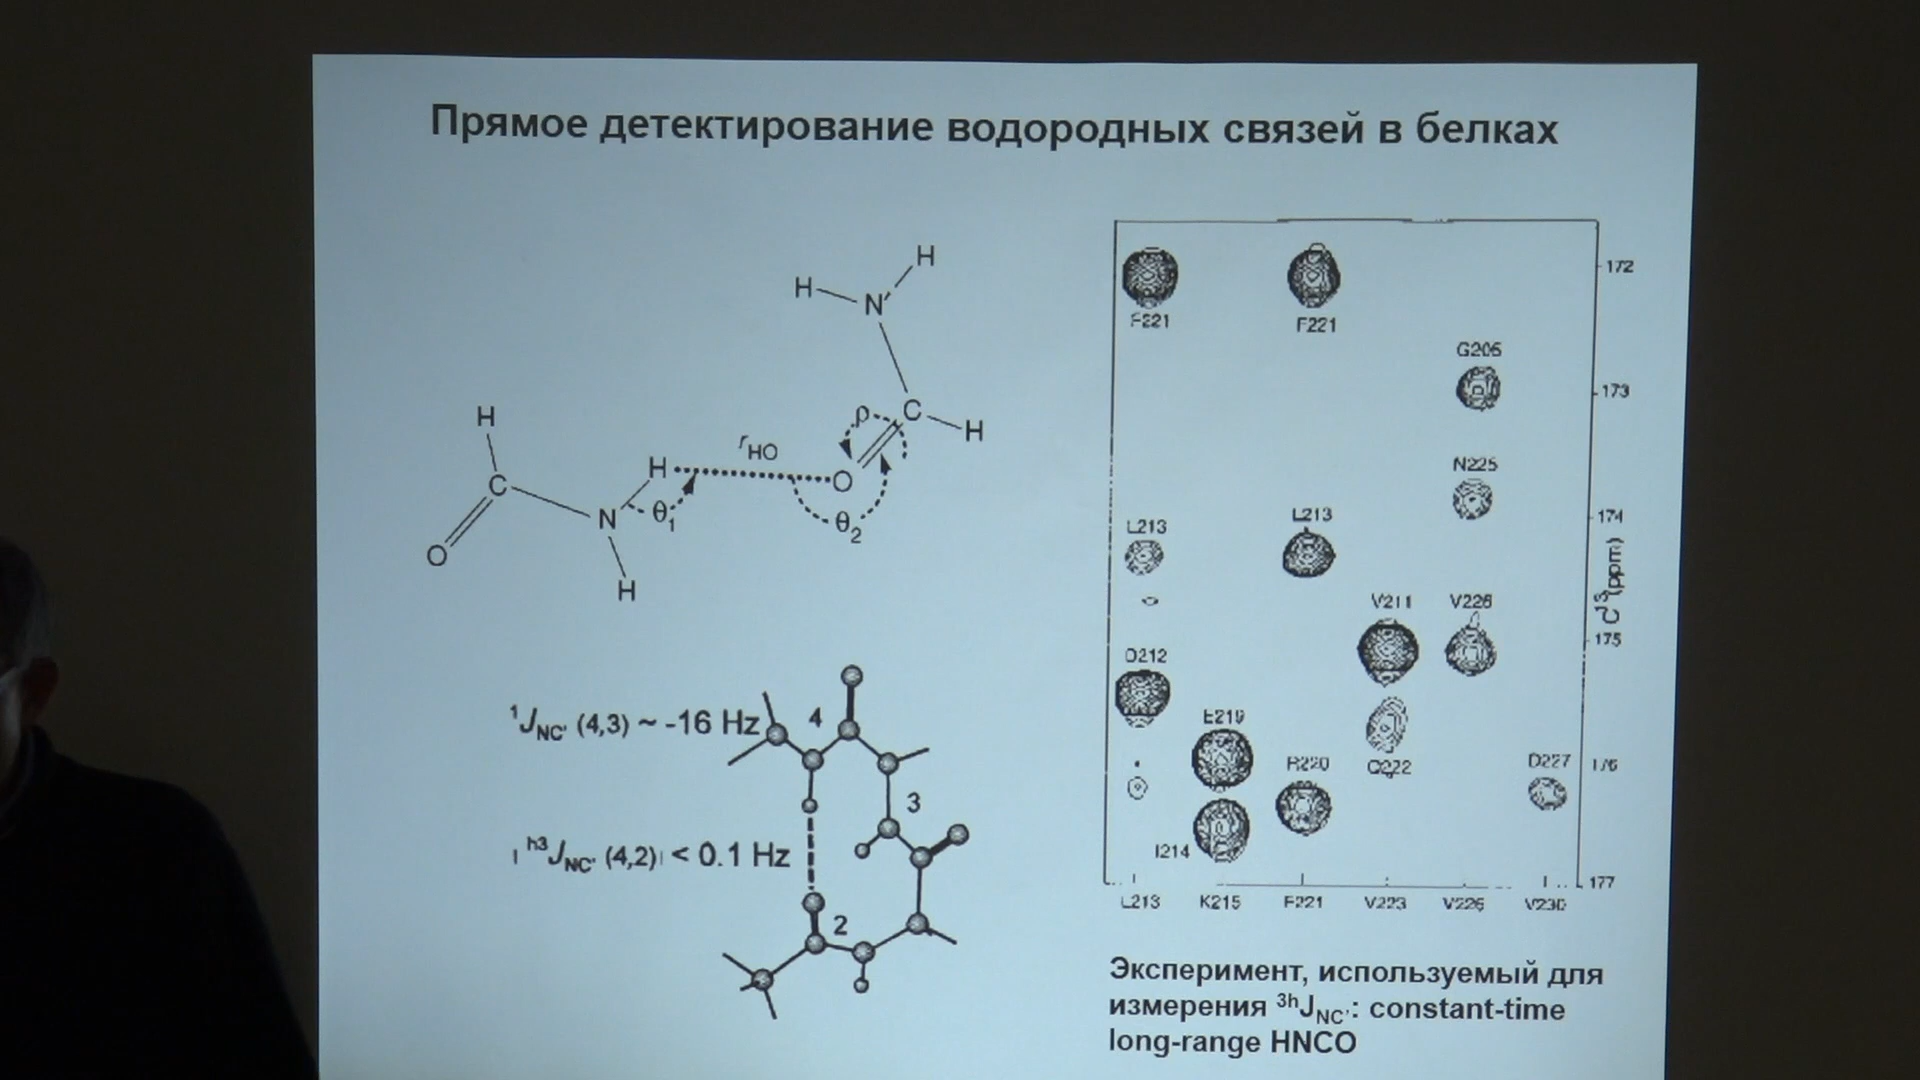 Прямое детектирование водородных связей в белках
H
H
N
ρ
C
H
H
rHO
H
O
C
N
θ1
θ2
O
H
172
F221
F221
G205
173
N225
L213
L213
174
C' (ppm)
V211
V226
175
D212
E219
R220
Q222
D227
176
I214
177
L213
K215
F221
V223
V226
V230
¹JNC' (4,3) ~ -16 Hz
4
3
| h3JNC' (4,2)| < 0.1 Hz
2
Эксперимент, используемый для
измерения 3hJNC': constant-time
long-range HNCO